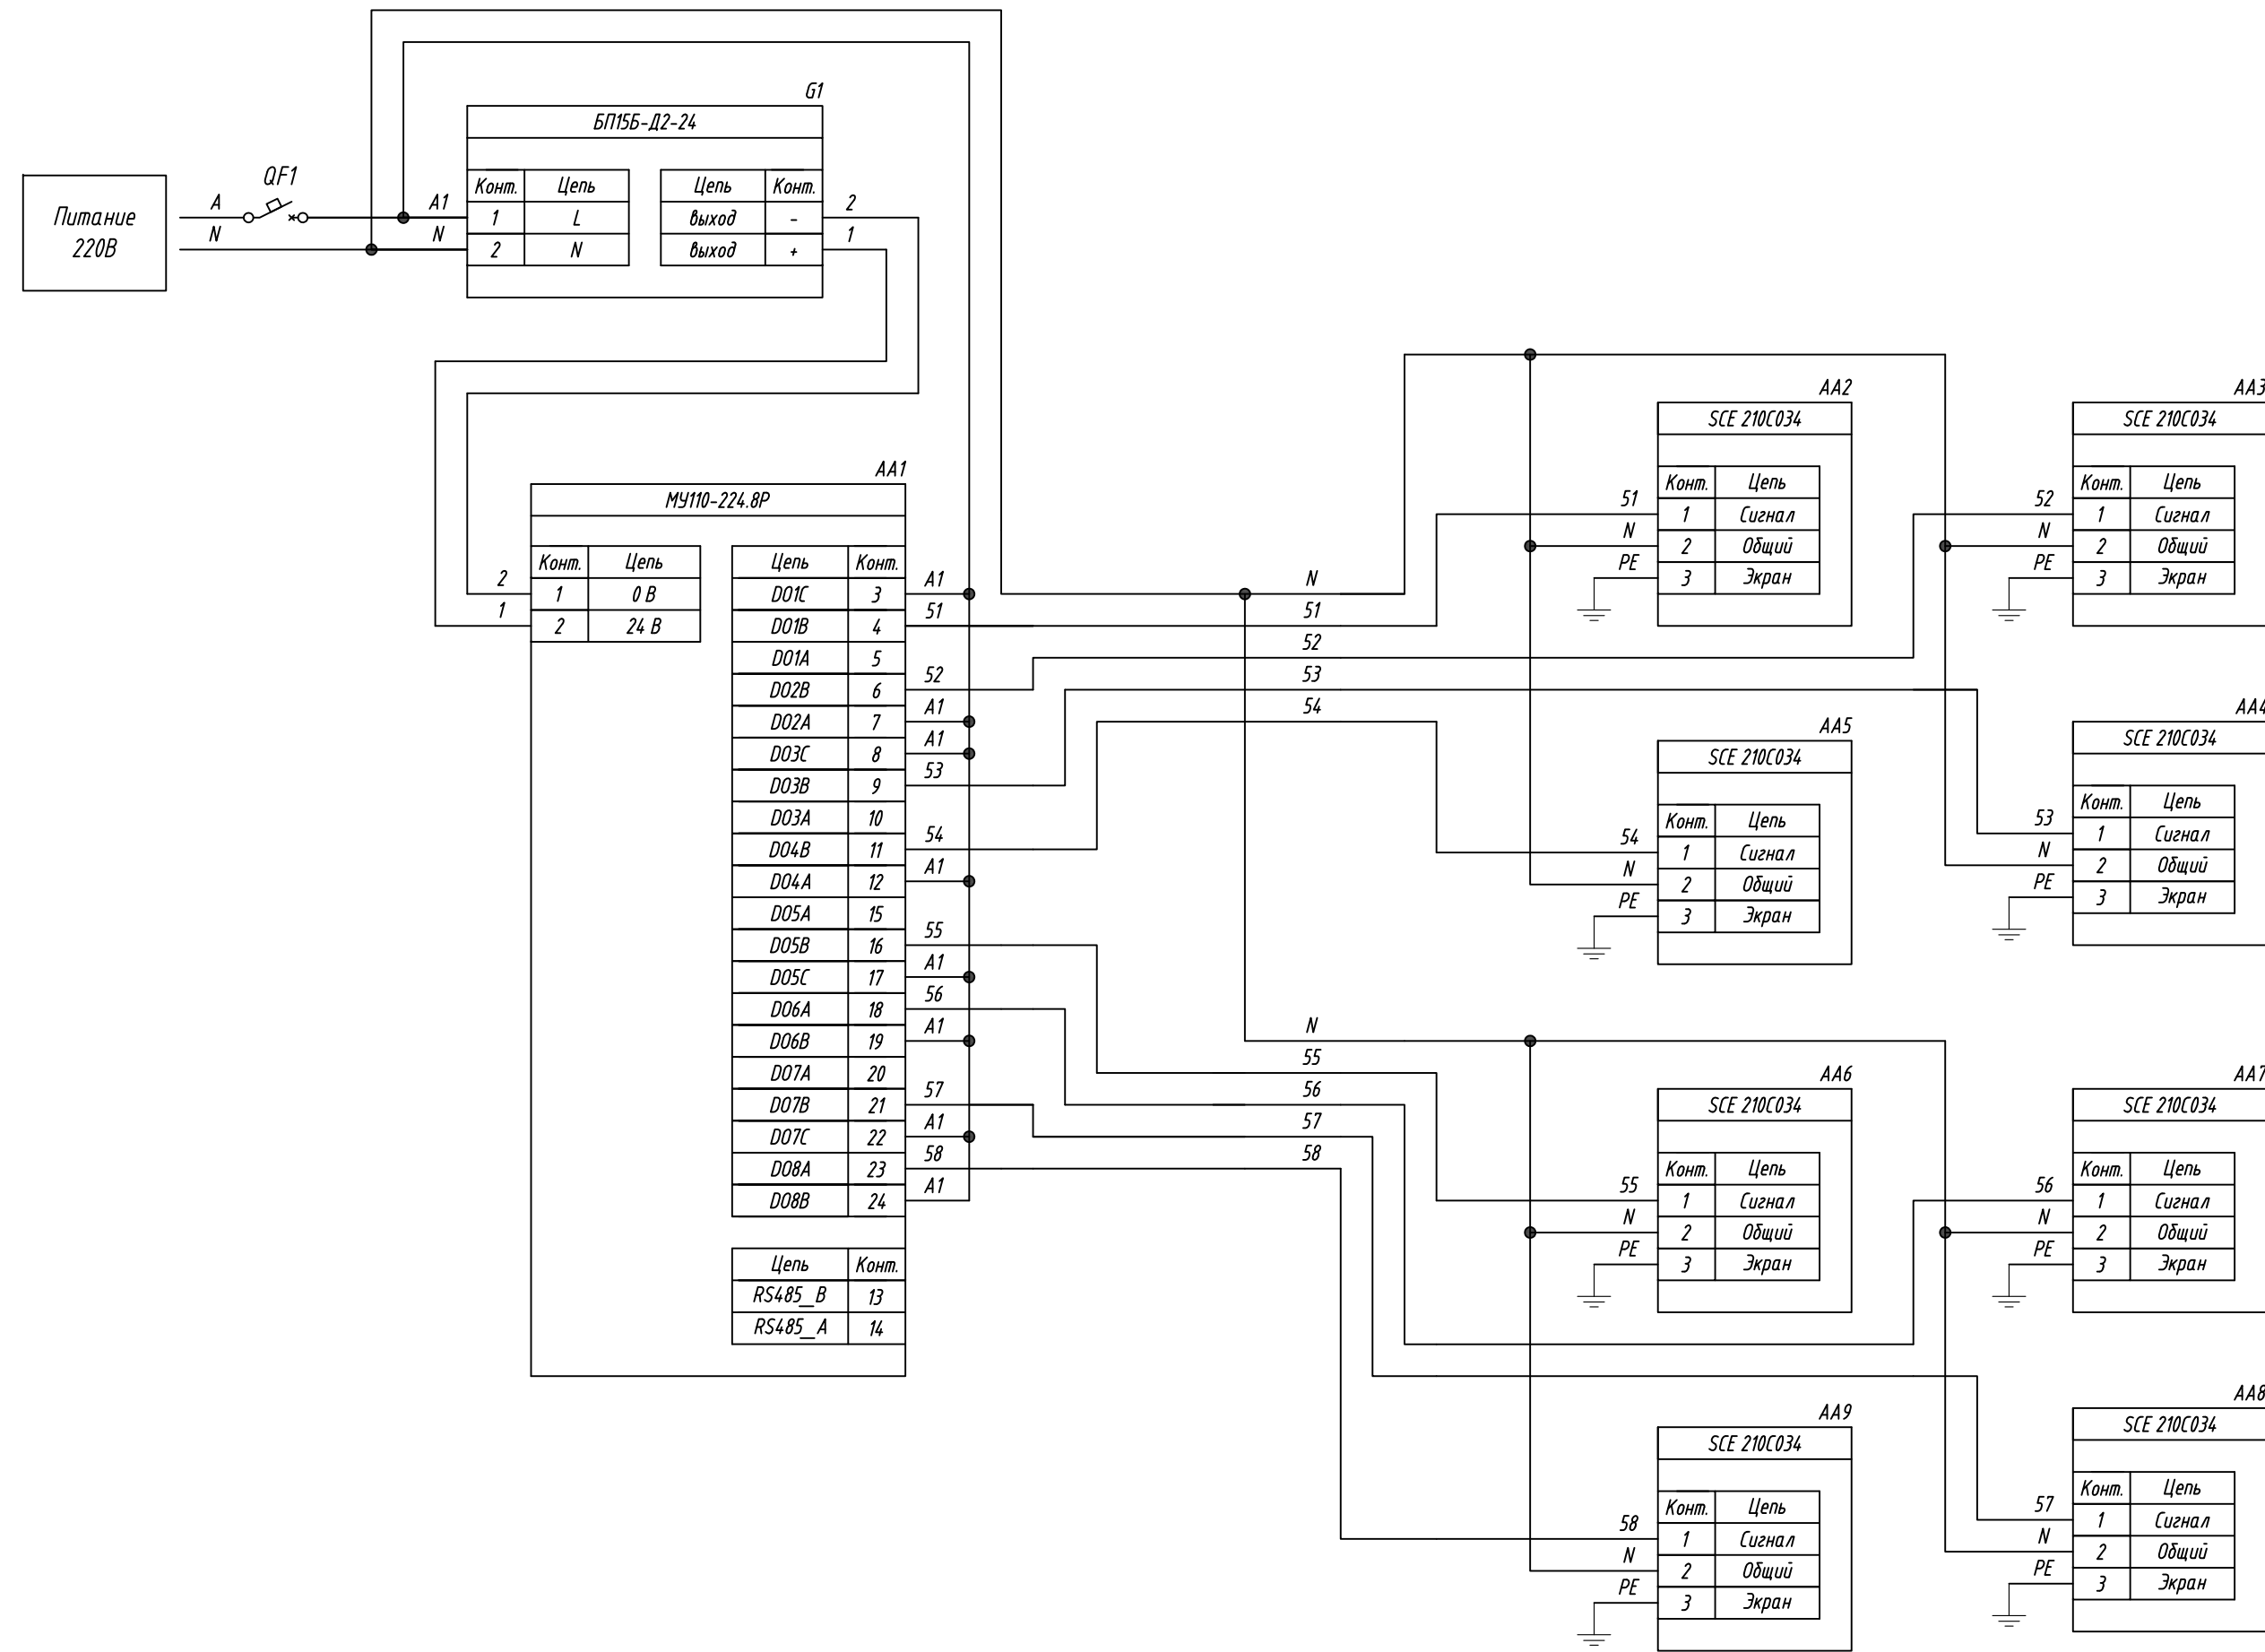 G1
БП15Б-Д2-24
Питание
220В
QF1
A
N
A1
N
Конт. Цепь
1 L
2 N
Цепь Конт.
выход -
выход +
2
1
AA1
МУ110-224.8Р
2
1
Конт. Цепь
1 0 В
2 24 В
Цепь Конт.
DO1C 3 A1
DO1B 4 51
DO1A 5
DO2B 6 52
DO2A 7 A1
DO3C 8 A1
DO3B 9 53
DO3A 10
DO4B 11 54
DO4A 12 A1
DO5A 15
DO5B 16 55
DO5C 17 A1
DO6A 18 56
DO6B 19 A1
DO7A 20
DO7B 21 57
DO7C 22 A1
DO8A 23 58
DO8B 24 A1
Цепь Конт.
RS485_B 13
RS485_A 14
N
51
52
53
54
N
55
56
57
58
AA2
SCE 210C034
Конт. Цепь
51 1 Сигнал
N 2 Общий
PE 3 Экран
AA3
SCE 210C034
Конт. Цепь
52 1 Сигнал
N 2 Общий
PE 3 Экран
AA5
SCE 210C034
Конт. Цепь
54 1 Сигнал
N 2 Общий
PE 3 Экран
AA4
SCE 210C034
Конт. Цепь
53 1 Сигнал
N 2 Общий
PE 3 Экран
AA6
SCE 210C034
Конт. Цепь
55 1 Сигнал
N 2 Общий
PE 3 Экран
AA7
SCE 210C034
Конт. Цепь
56 1 Сигнал
N 2 Общий
PE 3 Экран
AA9
SCE 210C034
Конт. Цепь
58 1 Сигнал
N 2 Общий
PE 3 Экран
AA8
SCE 210C034
Конт. Цепь
57 1 Сигнал
N 2 Общий
PE 3 Экран